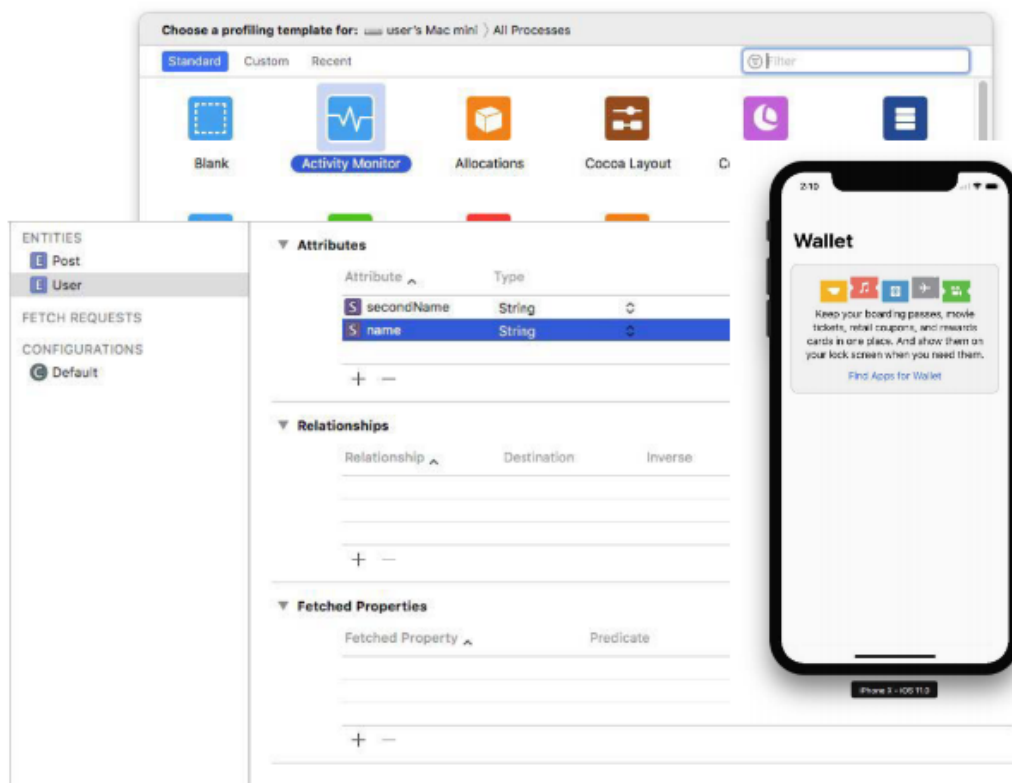 Choose a profiling template for: user's Mac mini 〉All Processes
Standard Custom Recent Filter
Blank Activity Monitor Allocations Cocoa Layout
ENTITIES
E Post
E User
FETCH REQUESTS
CONFIGURATIONS
C Default
Attributes
Attribute Type
S secondName String
S name String
+ −
Relationships
Relationship Destination Inverse
+ −
Fetched Properties
Fetched Property Predicate
+ −
2:10
Wallet
Keep your boarding passes, movie
tickets, retail coupons, and rewards
cards in one place. And show them on
your lock screen when you need them.
Find Apps for Wallet
iPhone X - iOS 11.0